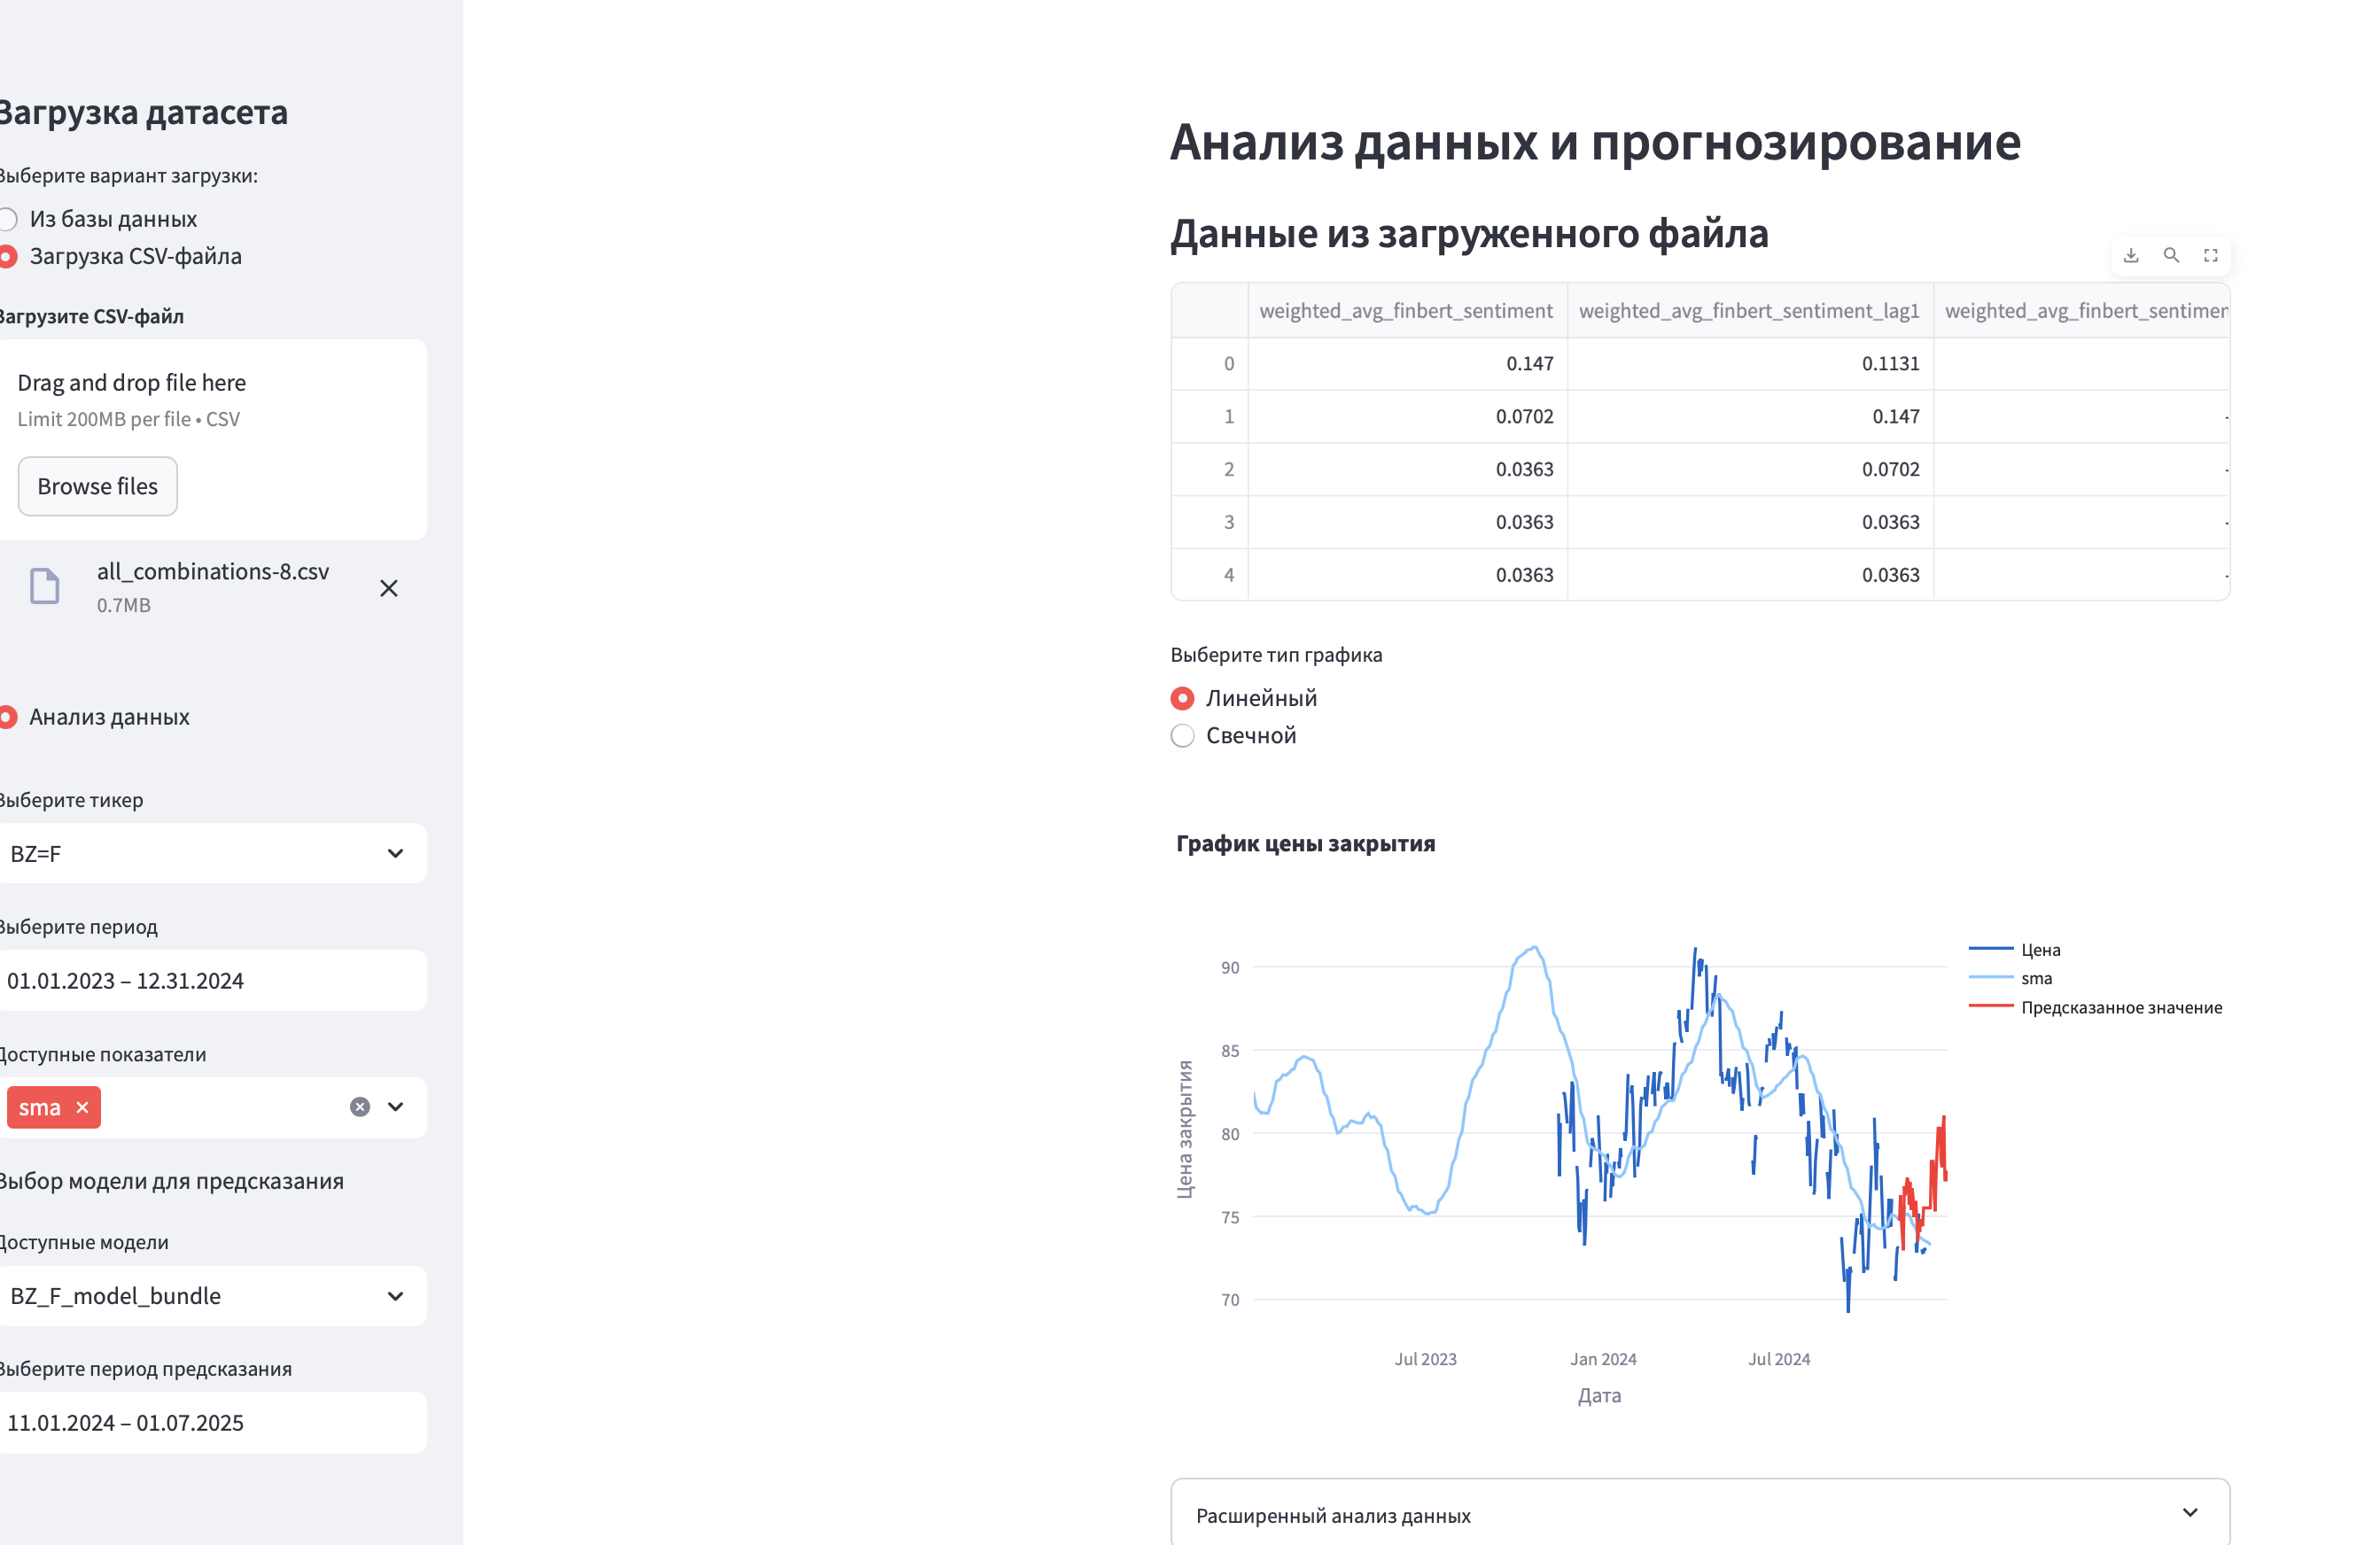 Загрузка датасета
Выберите вариант загрузки:
Из базы данных
Загрузка CSV-файла
Загрузите CSV-файл
Drag and drop file here
Limit 200MB per file • CSV
Browse files
all_combinations-8.csv
0.7MB
Анализ данных
Выберите тикер
BZ=F
Выберите период
01.01.2023 – 12.31.2024
Доступные показатели
sma
Выбор модели для предсказания
Доступные модели
BZ_F_model_bundle
Выберите период предсказания
11.01.2024 – 01.07.2025
Анализ данных и прогнозирование
Данные из загруженного файла
weighted_avg_finbert_sentiment weighted_avg_finbert_sentiment_lag1 weighted_avg_finbert_sentimen
0 0.147 0.1131
1 0.0702 0.147 -
2 0.0363 0.0702 -
3 0.0363 0.0363 -
4 0.0363 0.0363 -
Выберите тип графика
Линейный
Свечной
График цены закрытия
Цена
sma
Предсказанное значение
90
85
80
75
70
Цена закрытия
Jul 2023 Jan 2024 Jul 2024
Дата
Расширенный анализ данных